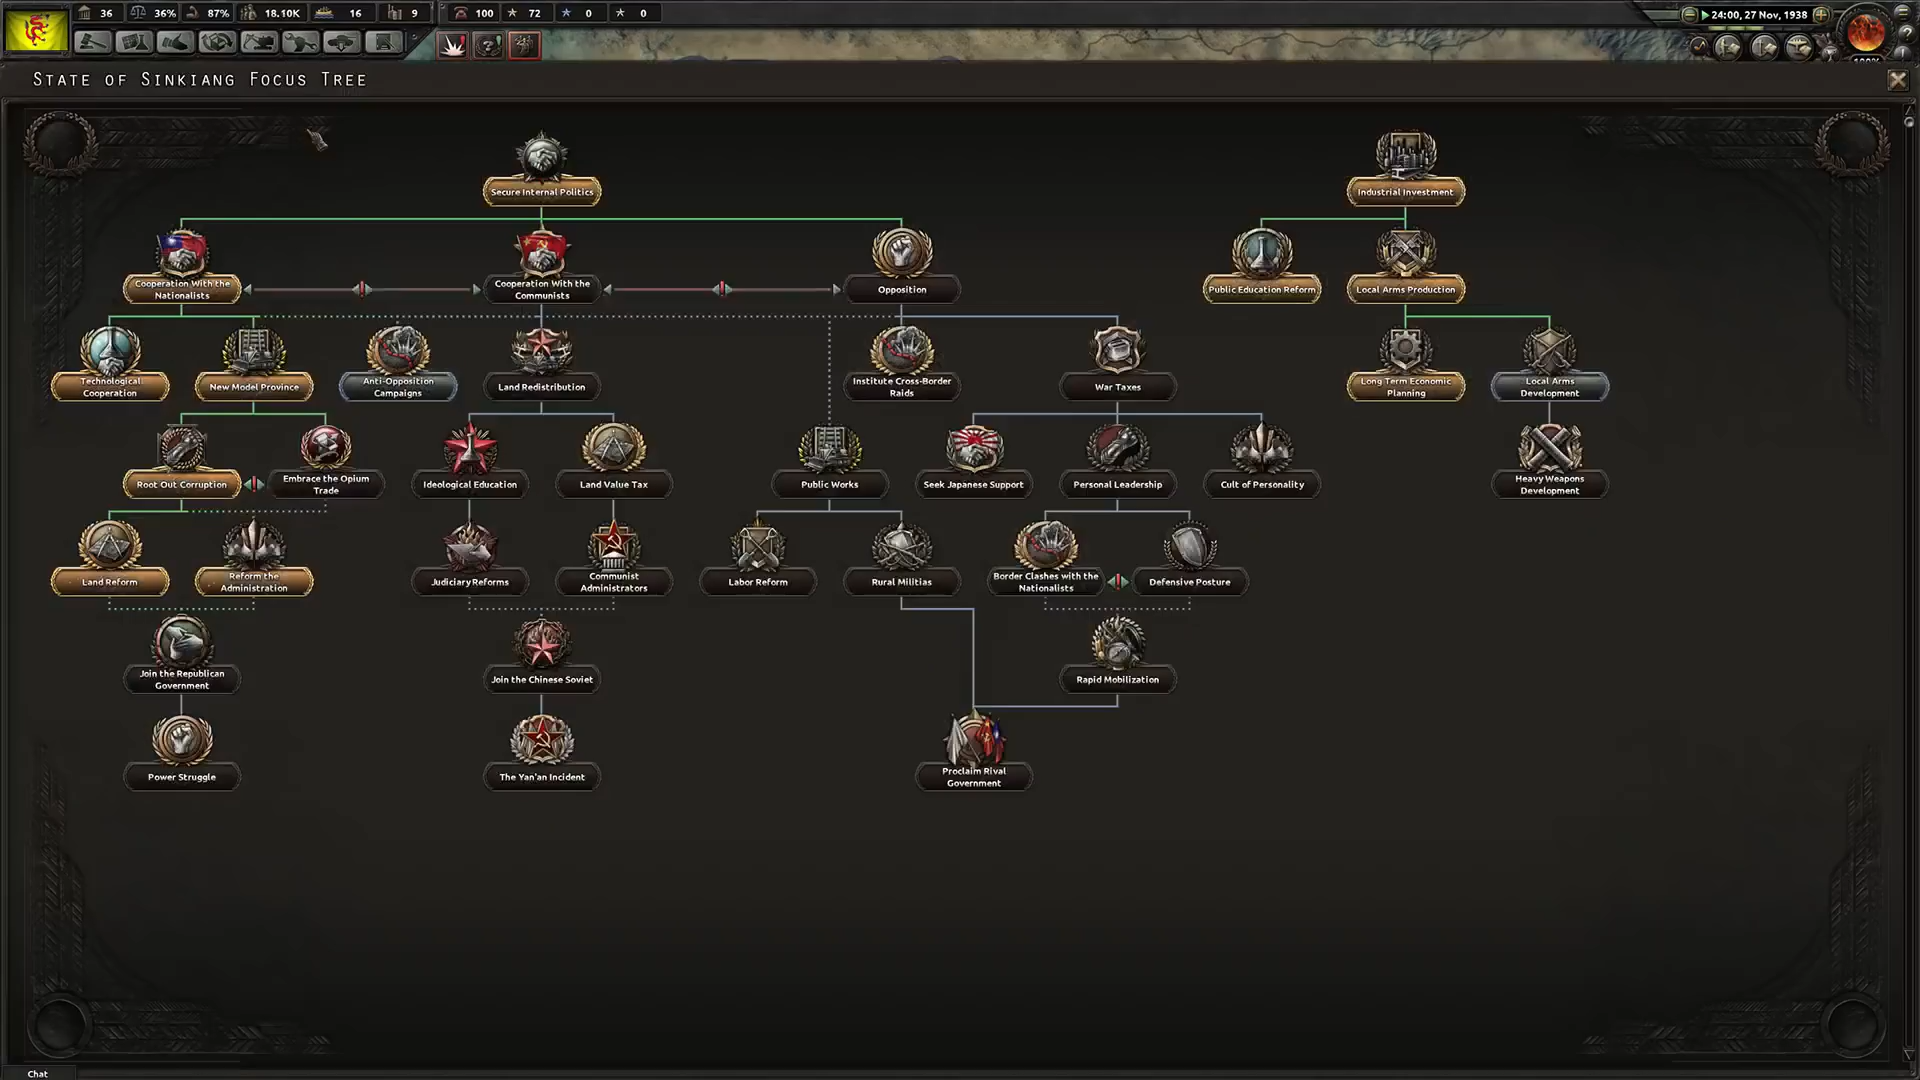 36
36%
87%
18.10K
16
9
100
72
0
0
24:00, 27 Nov, 1938
State of Sinkiang Focus Tree
Secure Internal Politics
Industrial Investment
Cooperation With the
Nationalists
Cooperation With the
Communists
Opposition
Public Education Reform
Local Arms Production
Technological
Cooperation
New Model Province
Anti-Opposition
Campaigns
Land Redistribution
Institute Cross-Border
Raids
War Taxes
Long Term Economic
Planning
Local Arms
Development
Root Out Corruption
Embrace the Opium
Trade
Ideological Education
Land Value Tax
Public Works
Seek Japanese Support
Personal Leadership
Cult of Personality
Heavy Weapons
Development
Land Reform
Reform the
Administration
Judiciary Reforms
Communist
Administrators
Labor Reform
Rural Militias
Border Clashes with the
Nationalists
Defensive Posture
Join the Republican
Government
Join the Chinese Soviet
Rapid Mobilization
Power Struggle
The Yan'an Incident
Proclaim Rival
Government
Chat